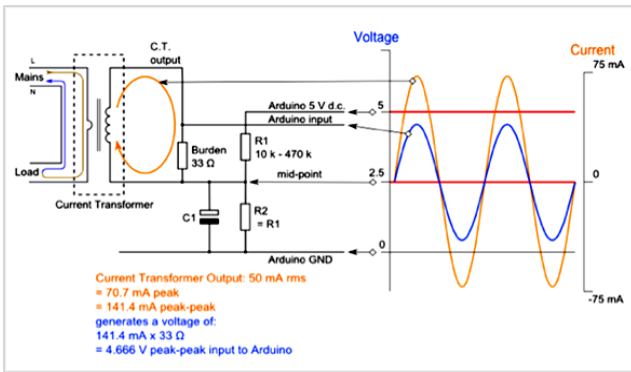 Voltage
Current
C.T.
output
L
Mains
N
Load
Current Transformer
75 mA
Arduino 5 V d.c.
5
Arduino input
Burden
33 Ω
R1
10 k - 470 k
mid-point
2.5
0
C1
R2
= R1
0
Arduino GND
-75 mA
Current Transformer Output: 50 mA rms
= 70.7 mA peak
= 141.4 mA peak-peak
generates a voltage of:
141.4 mA x 33 Ω
= 4.666 V peak-peak input to Arduino